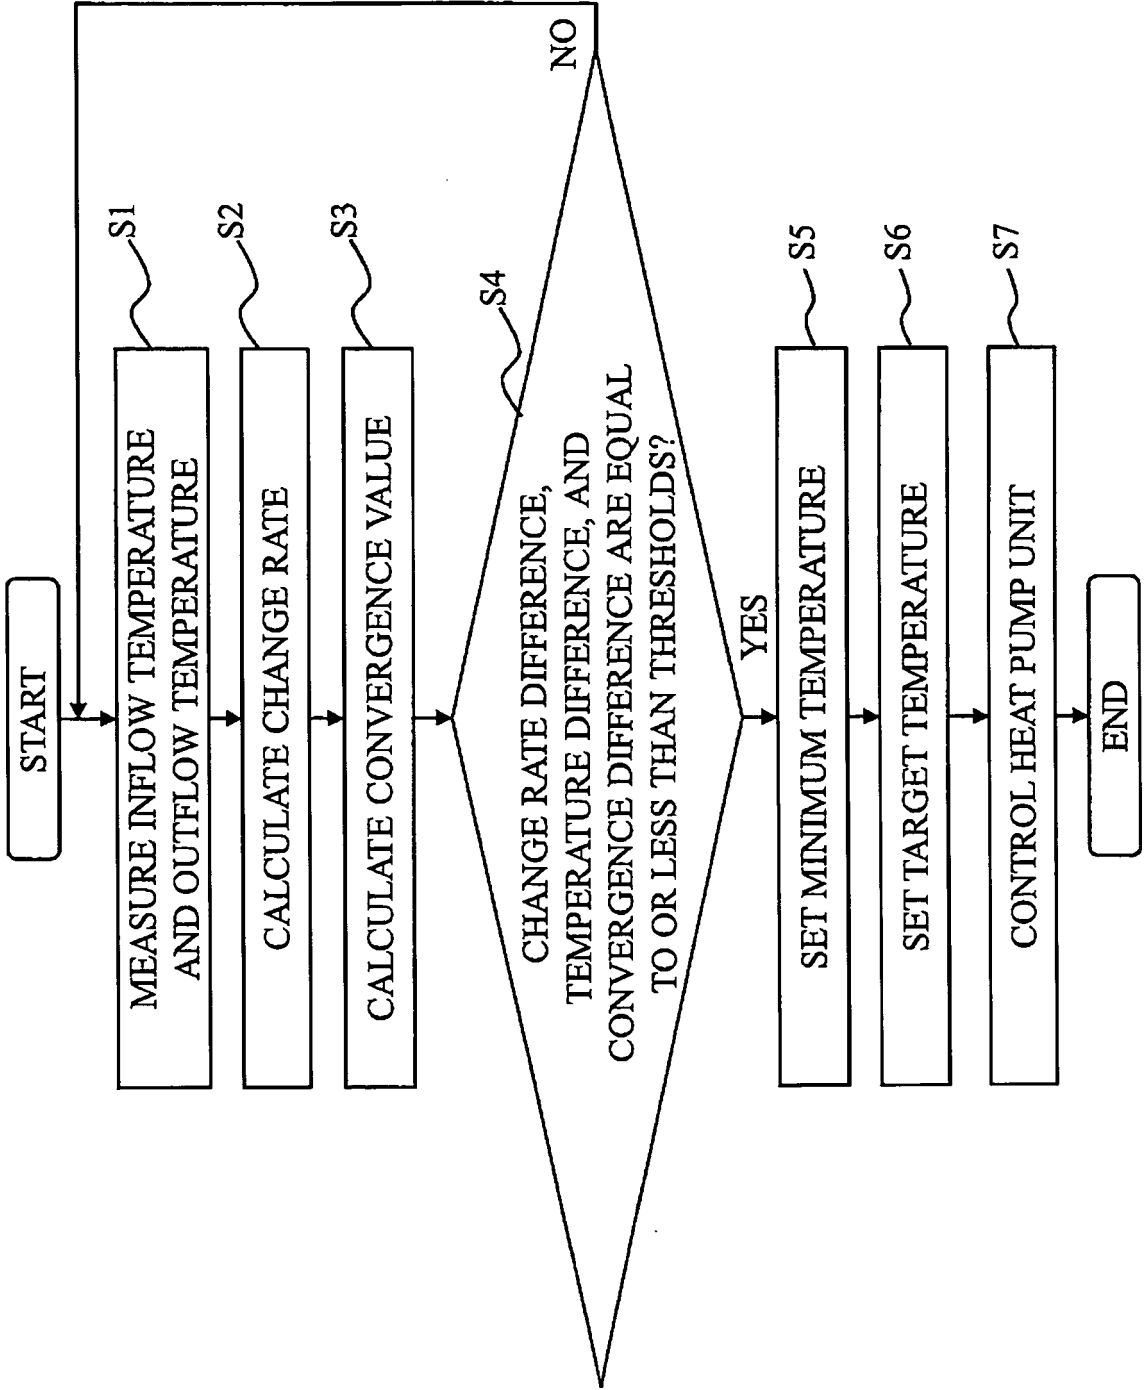 START
MEASURE INFLOW TEMPERATURE
AND OUTFLOW TEMPERATURE
S1
CALCULATE CHANGE RATE
S2
CALCULATE CONVERGENCE VALUE
S3
S4
CHANGE RATE DIFFERENCE,
TEMPERATURE DIFFERENCE, AND
CONVERGENCE DIFFERENCE ARE EQUAL
TO OR LESS THAN THRESHOLDS?
NO
YES
SET MINIMUM TEMPERATURE
S5
SET TARGET TEMPERATURE
S6
CONTROL HEAT PUMP UNIT
S7
END